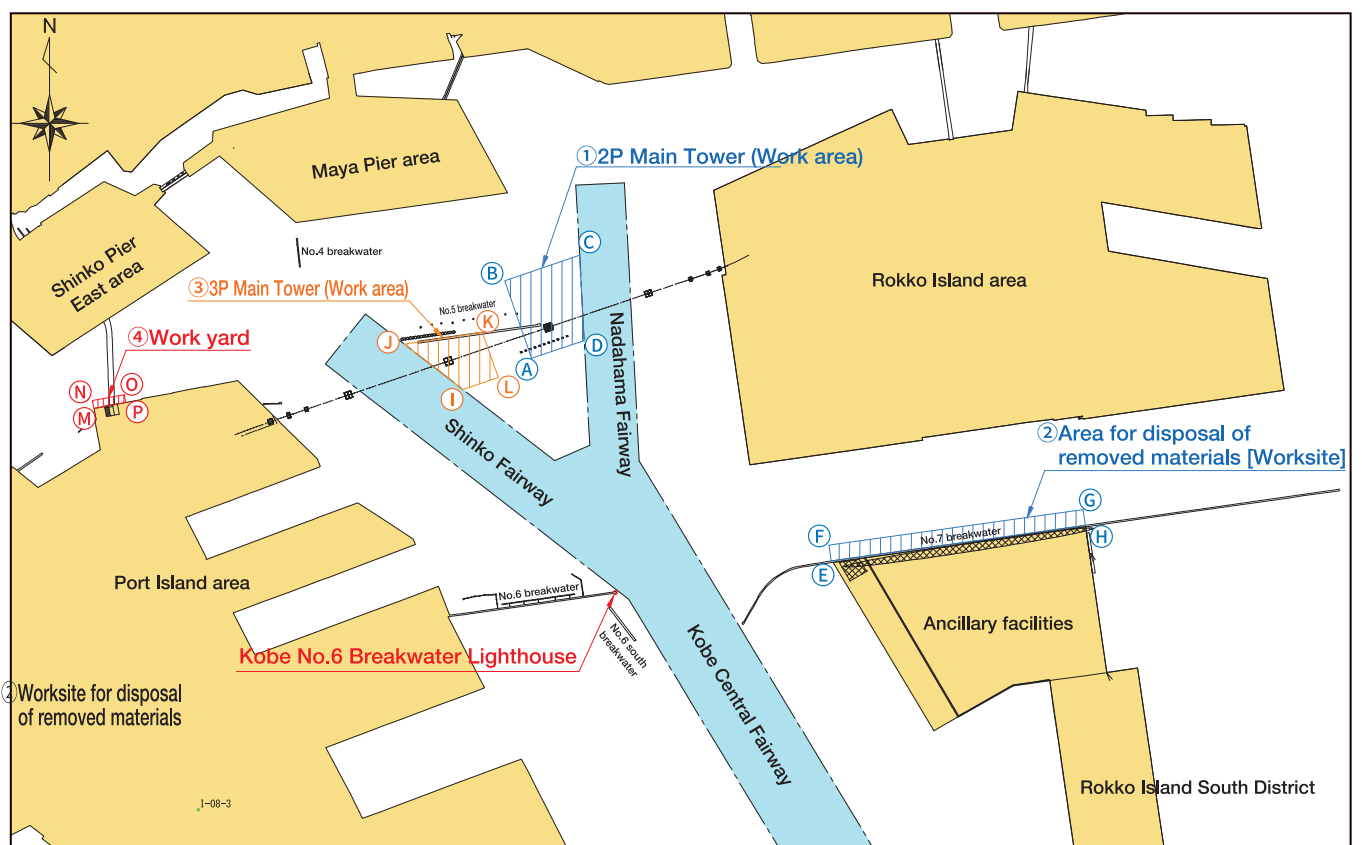 N
①2P Main Tower (Work area)
Maya Pier area
C
No.4 breakwater
Shinko Pier
East area
B
Rokko Island area
③3P Main Tower (Work area)
No.5 breakwater
K
④Work yard
J
D
Nadahama Fairway
A
N
O
L
M
P
I
Shinko Fairway
②Area for disposal of
removed materials [Worksite]
G
F
No.7 breakwater
H
E
Port Island area
No.6 breakwater
Ancillary facilities
No.6 south
breakwater
Kobe No.6 Breakwater Lighthouse
Kobe Central Fairway
②Worksite for disposal
of removed materials
Rokko Island South District
1-08-3